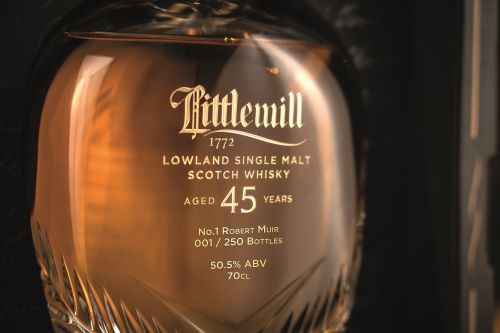 Littlemill
1772
LOWLAND SINGLE MALT
SCOTCH WHISKY
AGED 45 YEARS
No.1 Robert Muir
001 / 250 Bottles
50.5% ABV
70CL